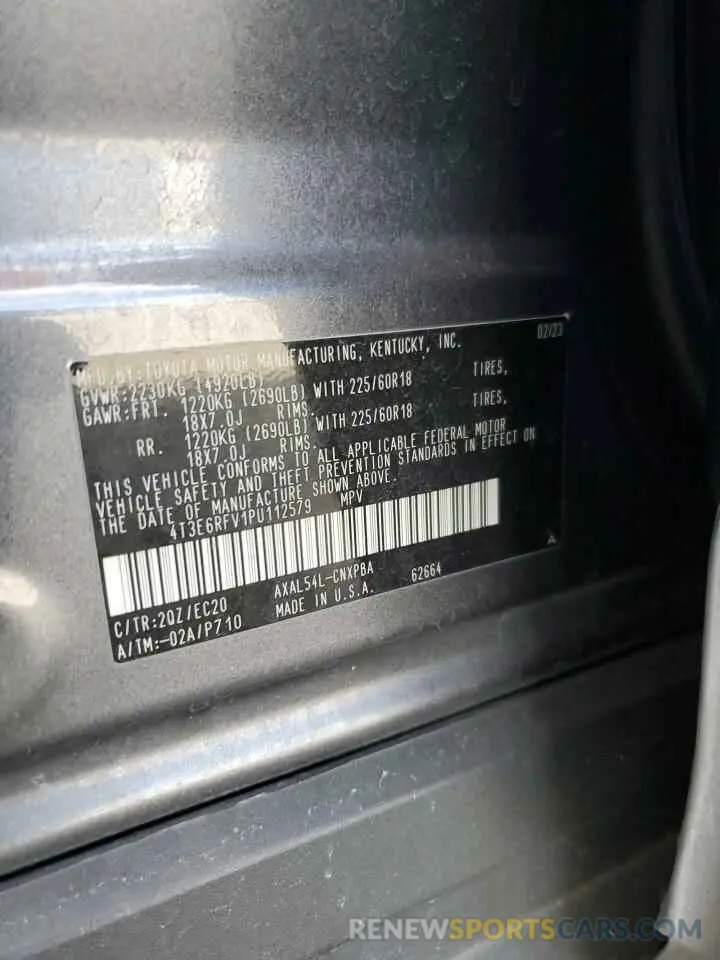 MFD. BY: TOYOTA MOTOR MANUFACTURING, KENTUCKY, INC. 02/23
GVWR: 2230KG (4920LB)
GAWR: FRT. 1220KG (2690LB) WITH 225/60R18 TIRES,
18X7.0J RIMS.
RR. 1220KG (2690LB) WITH 225/60R18 TIRES,
18X7.0J RIMS.
THIS VEHICLE CONFORMS TO ALL APPLICABLE FEDERAL MOTOR
VEHICLE SAFETY AND THEFT PREVENTION STANDARDS IN EFFECT ON
THE DATE OF MANUFACTURE SHOWN ABOVE.
4T3E6RFV1PU112579 MPV
C/TR:2QZ/EC20 AXAL54L-CNXPBA 62664
A/TM:-02A/P710 MADE IN U.S.A.
A
RENEWSPORTSCARS.COM